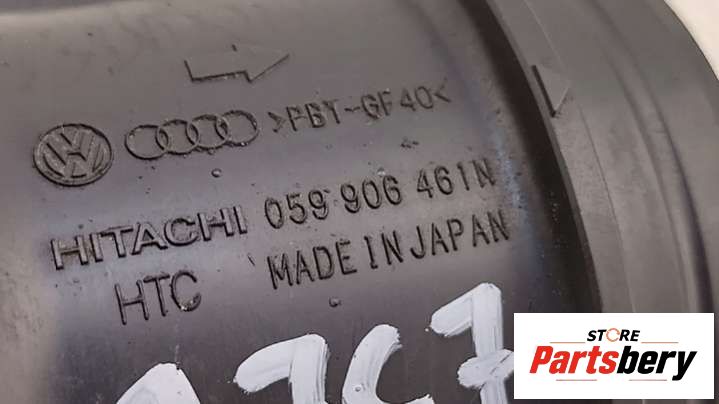 >PBT-GF40<
HITACHI 059 906 461N
HTC MADE IN JAPAN
STORE
Partsbery